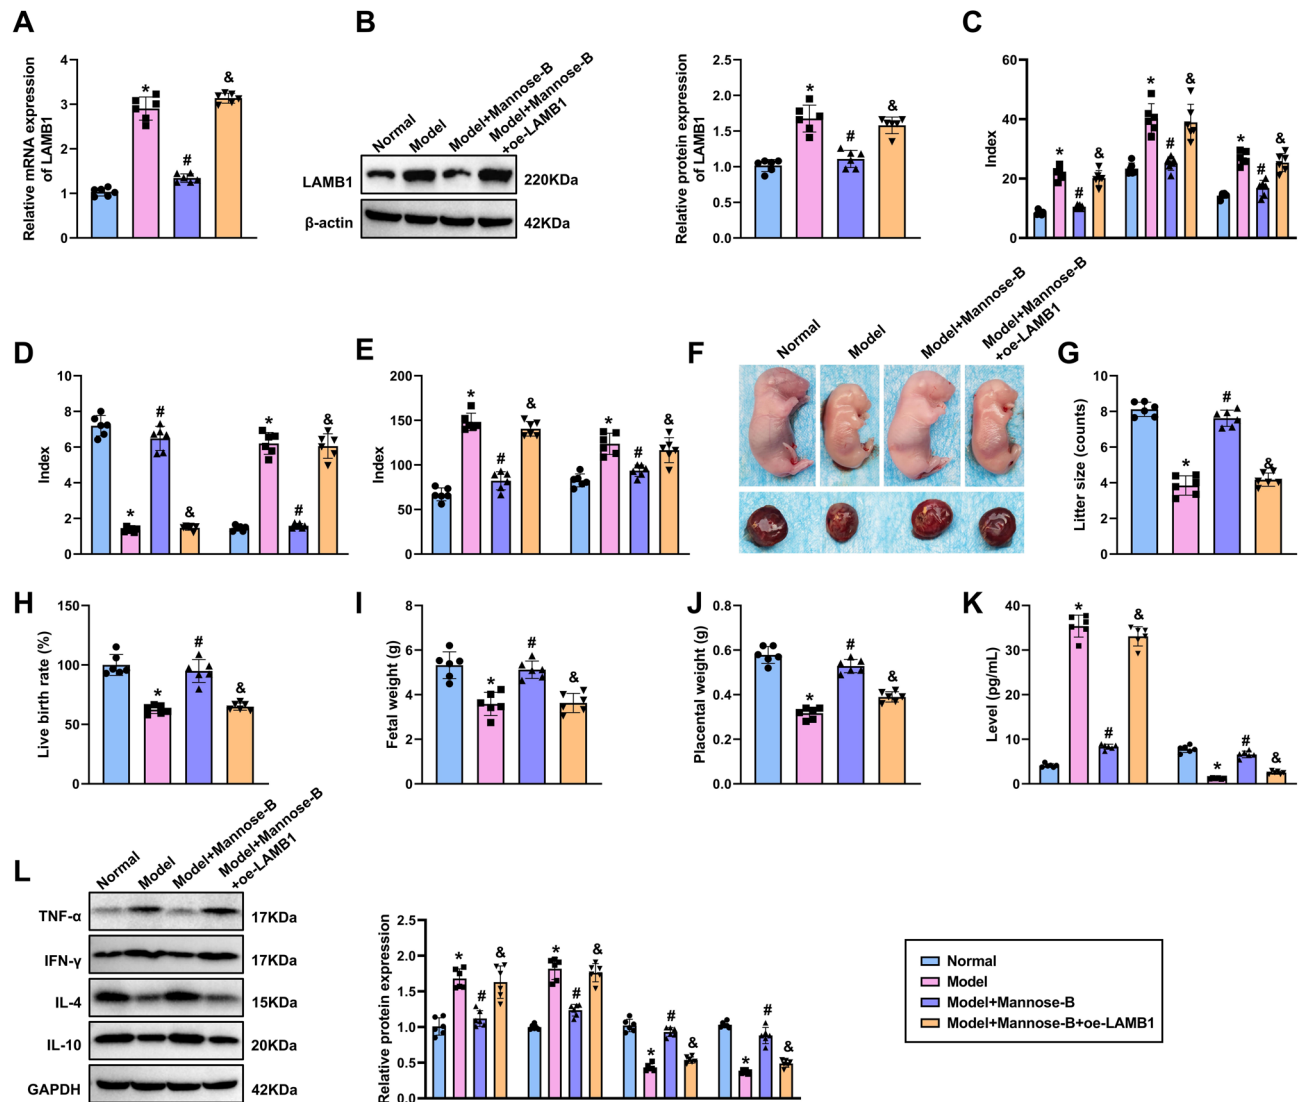 A
Relative mRNA expression
of LAMB1
4
3
2
1
0
*
#
&
B
Normal
Model
Model+Mannose-B
Model+Mannose-B
+oe-LAMB1
LAMB1
220KDa
β-actin
42KDa
Relative protein expression
of LAMB1
2.5
2.0
1.5
1.0
0.5
0.0
*
#
&
C
Index
60
40
20
0
*
#
&
*
#
&
*
#
&
D
Index
10
8
6
4
2
0
*
#
&
*
#
&
E
Index
200
150
100
50
0
*
#
&
*
#
&
F
Normal
Model
Model+Mannose-B
Model+Mannose-B
+oe-LAMB1
G
Litter size (counts)
10
8
6
4
2
0
*
#
&
H
Live birth rate (%)
150
100
50
0
*
#
&
I
Fetal weight (g)
8
6
4
2
0
*
#
&
J
Placental weight (g)
0.8
0.6
0.4
0.2
0.0
*
#
&
K
Level (pg/mL)
40
30
20
10
0
*
#
&
*
#
&
L
Normal
Model
Model+Mannose-B
Model+Mannose-B
+oe-LAMB1
TNF-α
17KDa
IFN-γ
17KDa
IL-4
15KDa
IL-10
20KDa
GAPDH
42KDa
Relative protein expression
2.5
2.0
1.5
1.0
0.5
0.0
*
#
&
*
#
&
*
#
&
*
#
&
Normal
Model
Model+Mannose-B
Model+Mannose-B+oe-LAMB1